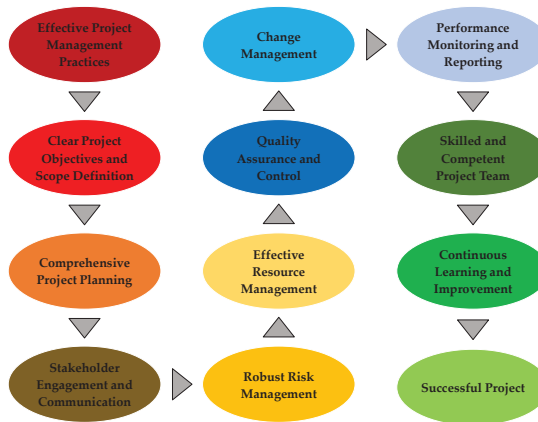 Effective Project
Management
Practices
Clear Project
Objectives and
Scope Definition
Comprehensive
Project Planning
Stakeholder
Engagement and
Communication
Robust Risk
Management
Effective
Resource
Management
Quality
Assurance and
Control
Change
Management
Performance
Monitoring and
Reporting
Skilled and
Competent
Project Team
Continuous
Learning and
Improvement
Successful Project